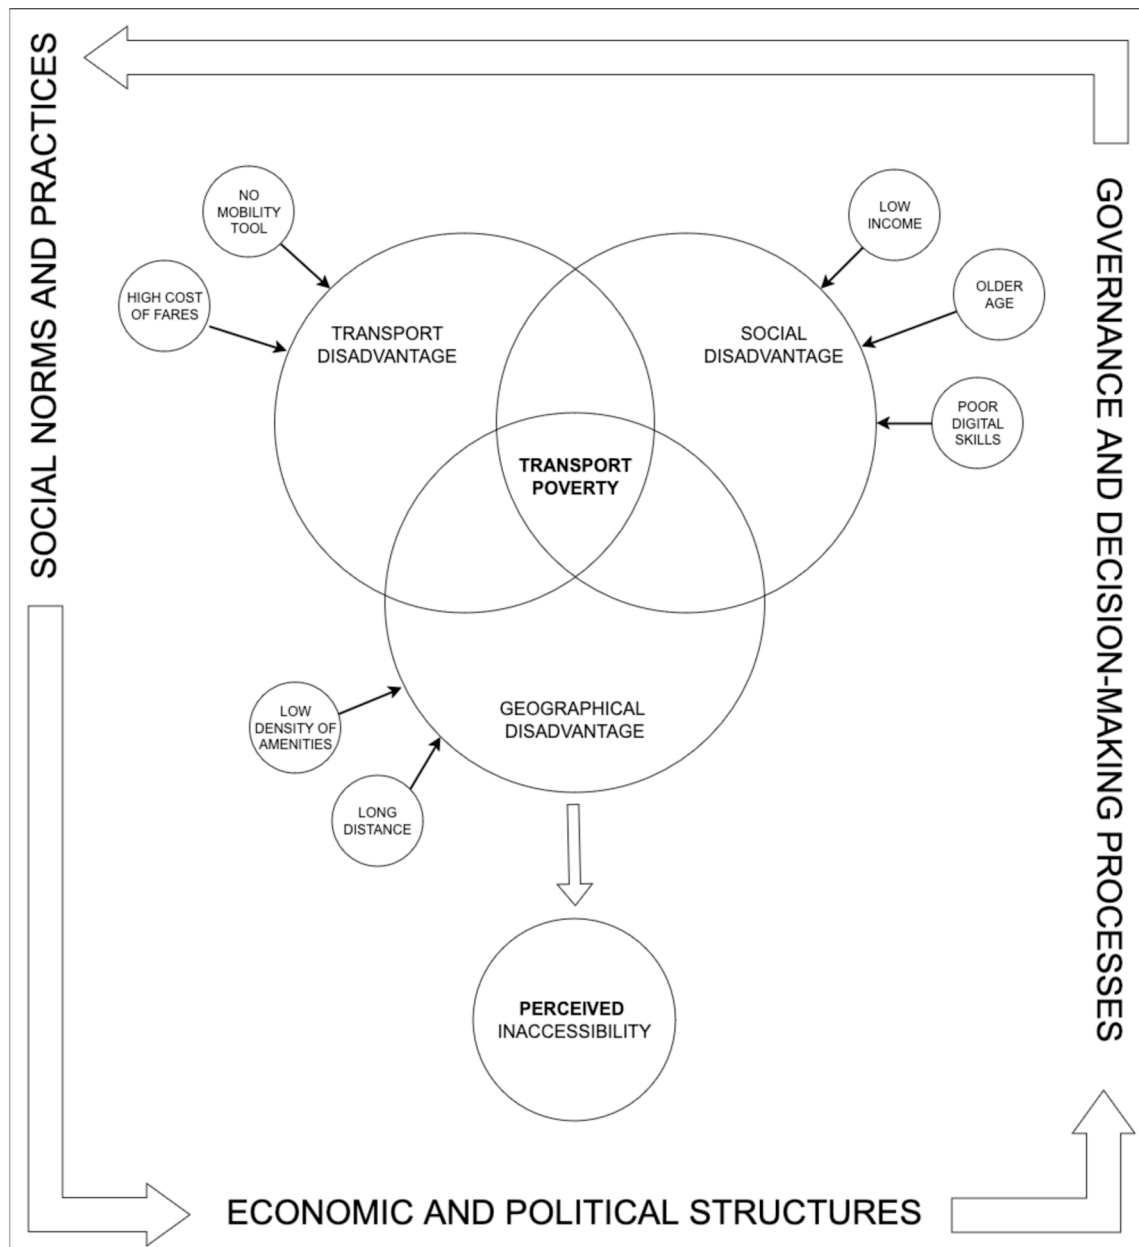 SOCIAL NORMS AND PRACTICES
NO
MOBILITY
TOOL
HIGH COST
OF FARES
TRANSPORT
DISADVANTAGE
LOW
INCOME
OLDER
AGE
SOCIAL
DISADVANTAGE
POOR
DIGITAL
SKILLS
TRANSPORT
POVERTY
LOW
DENSITY OF
AMENITIES
LONG
DISTANCE
GEOGRAPHICAL
DISADVANTAGE
PERCEIVED
INACCESSIBILITY
GOVERNANCE AND DECISION-MAKING PROCESSES
ECONOMIC AND POLITICAL STRUCTURES